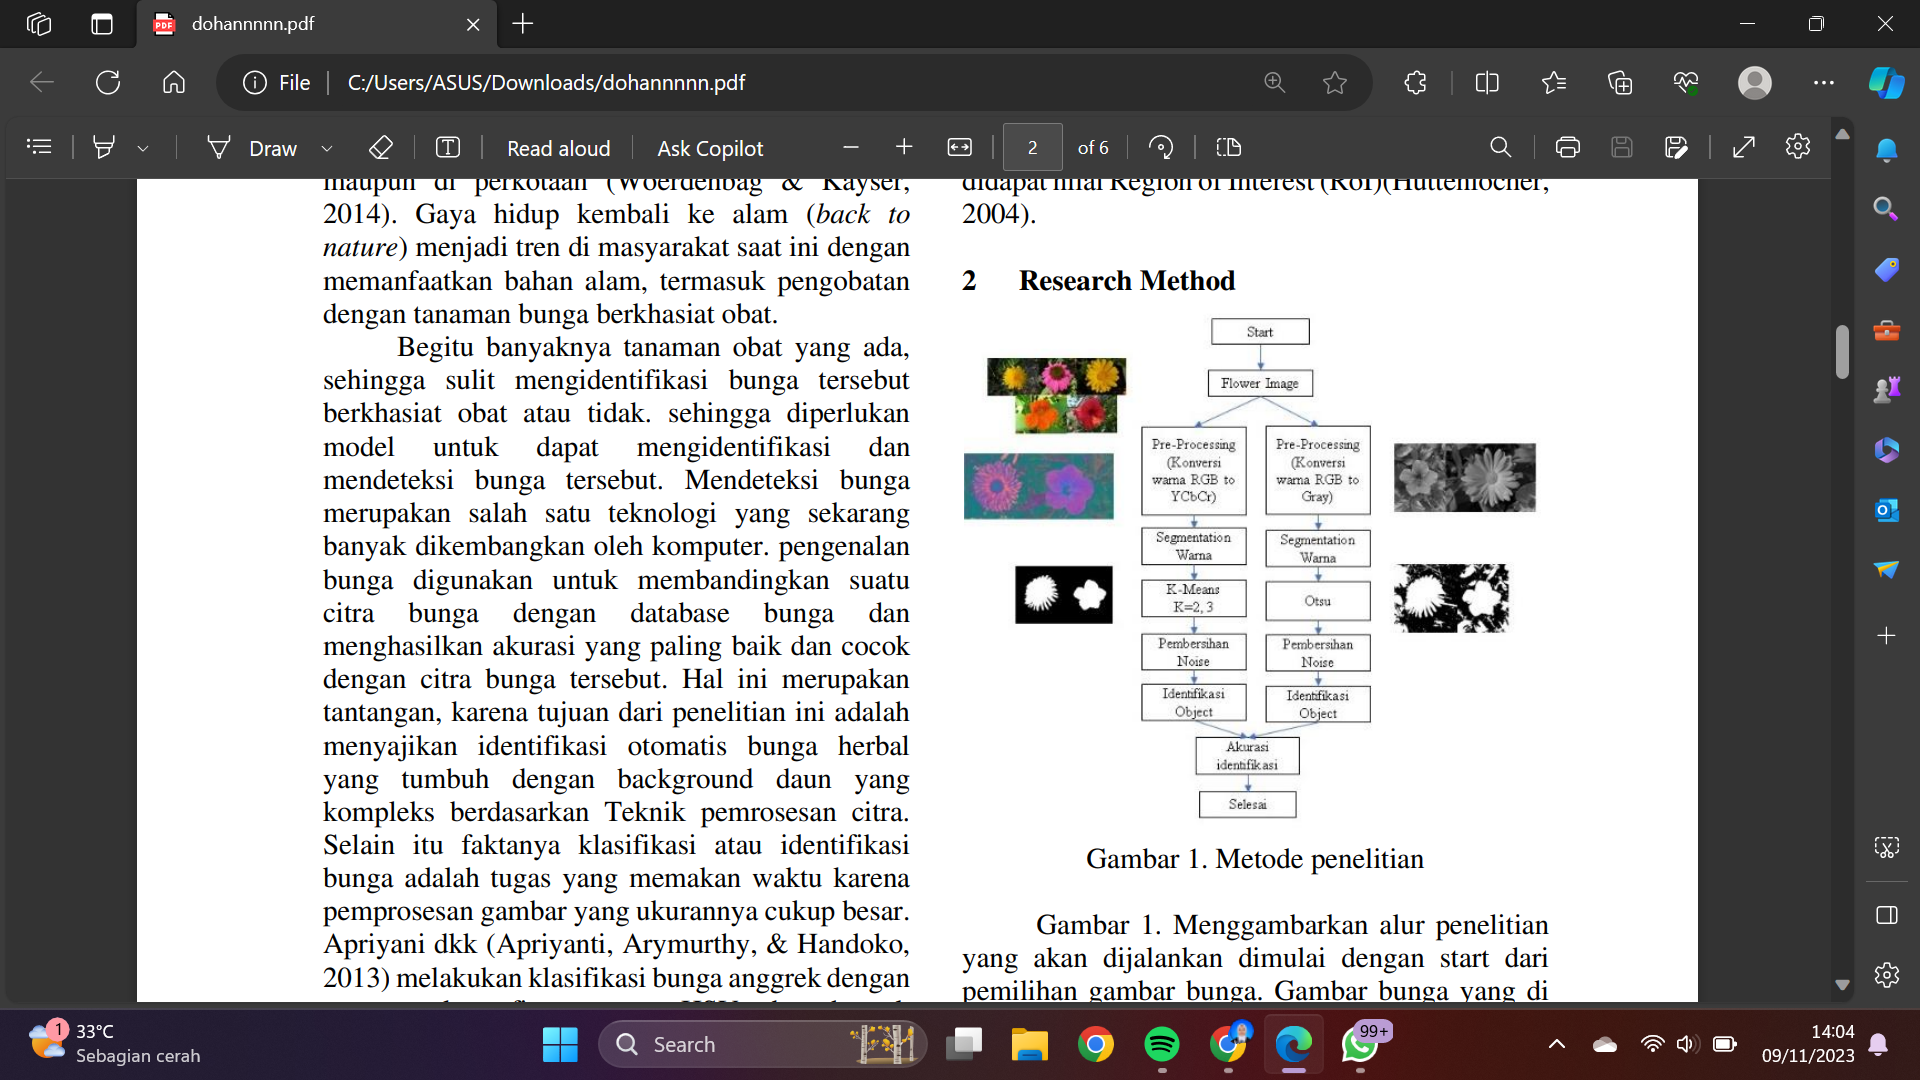 dohannnnn.pdf
File
C:/Users/ASUS/Downloads/dohannnnn.pdf
Draw
Read aloud
Ask Copilot
2
of 6
maupun di perkotaan (Woerdenbag & Kayser,
2014). Gaya hidup kembali ke alam (back to
nature) menjadi tren di masyarakat saat ini dengan
memanfaatkan bahan alam, termasuk pengobatan
dengan tanaman bunga berkhasiat obat.
Begitu banyaknya tanaman obat yang ada,
sehingga sulit mengidentifikasi bunga tersebut
berkhasiat obat atau tidak. sehingga diperlukan
model untuk dapat mengidentifikasi dan
mendeteksi bunga tersebut. Mendeteksi bunga
merupakan salah satu teknologi yang sekarang
banyak dikembangkan oleh komputer. pengenalan
bunga digunakan untuk membandingkan suatu
citra bunga dengan database bunga dan
menghasilkan akurasi yang paling baik dan cocok
dengan citra bunga tersebut. Hal ini merupakan
tantangan, karena tujuan dari penelitian ini adalah
menyajikan identifikasi otomatis bunga herbal
yang tumbuh dengan background daun yang
kompleks berdasarkan Teknik pemrosesan citra.
Selain itu faktanya klasifikasi atau identifikasi
bunga adalah tugas yang memakan waktu karena
pemprosesan gambar yang ukurannya cukup besar.
Apriyani dkk (Apriyanti, Arymurthy, & Handoko,
2013) melakukan klasifikasi bunga anggrek dengan
didapat nilai Region of Interest (RoI)(Huttenlocher,
2004).
2 Research Method
Start
Flower Image
Pre-Processing
(Konversi
warna RGB to
YCbCr)
Segmentation
Warna
K-Means
K=2, 3
Pembersihan
Noise
Identifikasi
Object
Pre-Processing
(Konversi
warna RGB to
Gray)
Segmentation
Warna
Otsu
Pembersihan
Noise
Identifikasi
Object
Akurasi
identifikasi
Selesai
Gambar 1. Metode penelitian
Gambar 1. Menggambarkan alur penelitian
yang akan dijalankan dimulai dengan start dari
pemilihan gambar bunga. Gambar bunga yang di
1
33°C
Sebagian cerah
Search
99+
14:04
09/11/2023